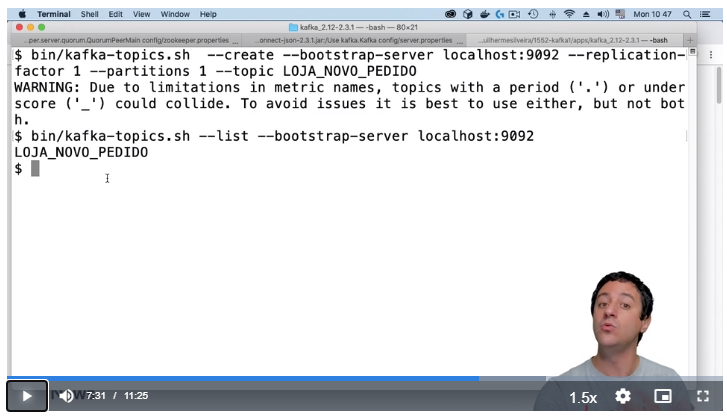 Terminal Shell Edit View Window Help Mon 10 47
kafka_2.12-2.3.1 — -bash — 80×21
...per.server.quorum.QuorumPeerMain config/zookeeper.properties ...onnect-json-2.3.1.jar:/Use kafka.Kafka config/server.properties ...uilhermesilveira/1552-kafka1/apps/kafka_2.12-2.3.1 — -bash +
$ bin/kafka-topics.sh --create --bootstrap-server localhost:9092 --replication-
factor 1 --partitions 1 --topic LOJA_NOVO_PEDIDO
WARNING: Due to limitations in metric names, topics with a period ('.') or under
score ('_') could collide. To avoid issues it is best to use either, but not bot
h.
$ bin/kafka-topics.sh --list --bootstrap-server localhost:9092
LOJA_NOVO_PEDIDO
$
7:31 / 11:25 1.5x